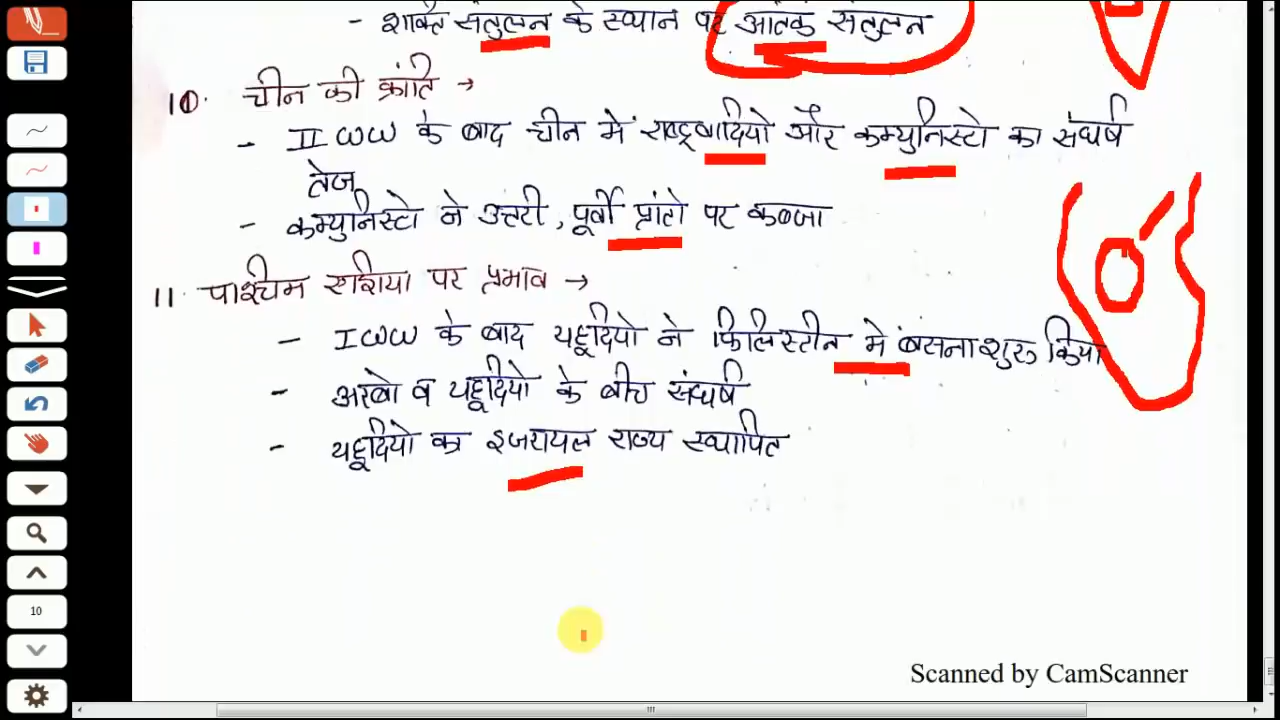 - शक्ति संतुलन के स्थान पर आतंक संतुलन
10. चीन की क्रांति →
- II WW के बाद चीन में राष्ट्रवादियो और कम्युनिस्टो का संघर्ष
तेज
- कम्युनिस्टो ने उत्तरी, पूर्वी प्रांतो पर कब्जा
11 पश्चिम एशिया पर प्रभाव →
- I WW के बाद यहूदियो ने फिलिस्तीन में बसना शुरू किया
- अरबो व यहूदियो के बीच संघर्ष
- यहूदियो का इजरायल राज्य स्थापित
10
Scanned by CamScanner